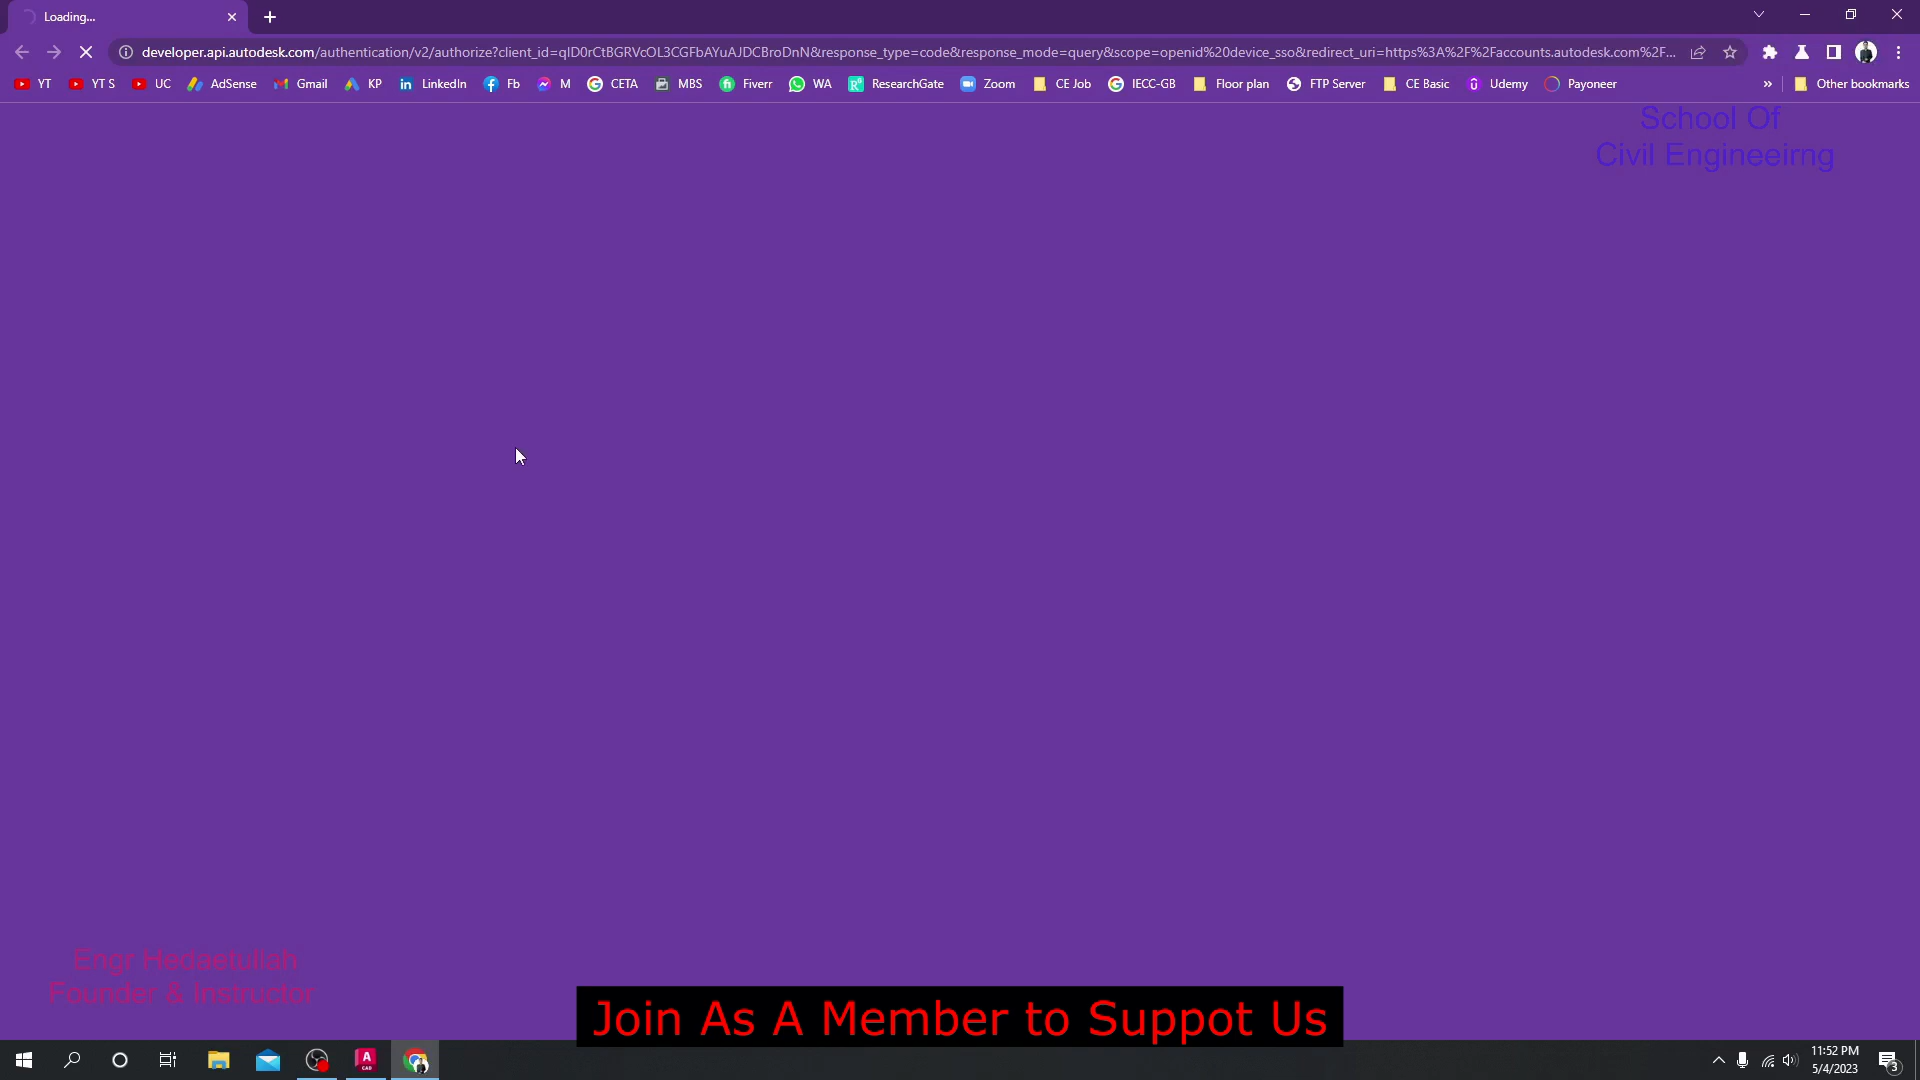 Loading...
developer.api.autodesk.com/authentication/v2/authorize?client_id=qlD0rCtBGRVcOL3CGFbAYuAJDCBroDnN&response_type=code&response_mode=query&scope=openid%20device_sso&redirect_uri=https%3A%2F%2Faccounts.autodesk.com%2F...
YT YT S UC AdSense Gmail KP LinkedIn Fb M CETA MBS Fiverr WA ResearchGate Zoom CE Job IECC-GB Floor plan FTP Server CE Basic Udemy Payoneer » Other bookmarks
School Of
Civil Engineeirng
Engr Hedaetullah
Founder & Instructor
Join As A Member to Suppot Us
11:52 PM
5/4/2023
3